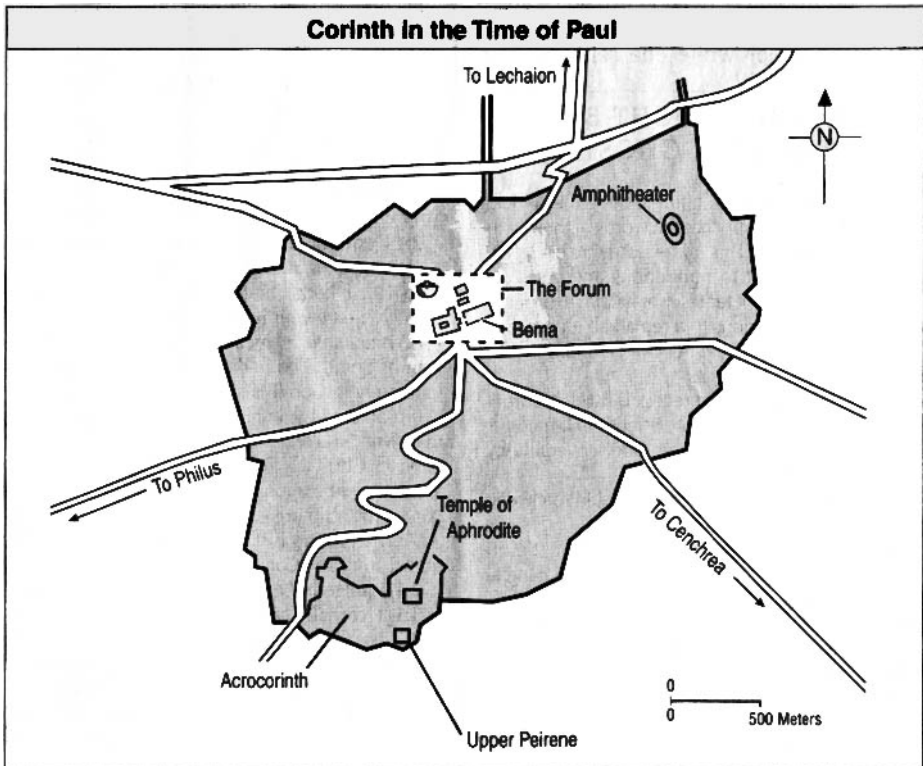 Corinth in the Time of Paul
To Lechaion
N
Amphitheater
The Forum
Bema
To Philus
Temple of
Aphrodite
To Cenchrea
Acrocorinth
Upper Peirene
0
0
500 Meters